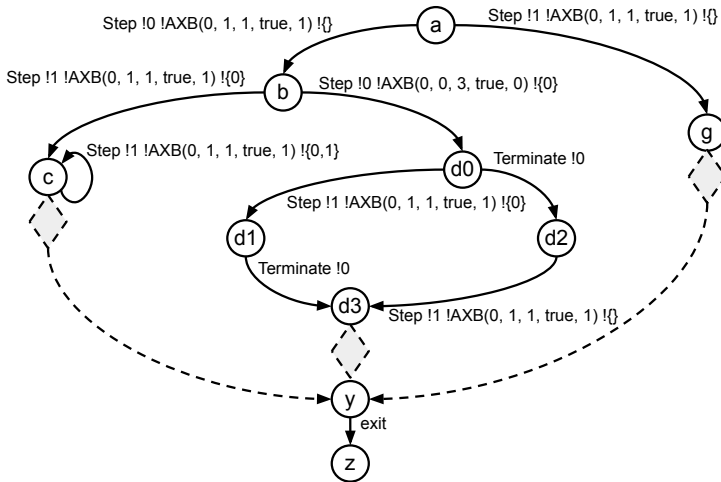 Step !0 !AXB(0, 1, 1, true, 1) !{}
a
Step !1 !AXB(0, 1, 1, true, 1) !{}
Step !1 !AXB(0, 1, 1, true, 1) !{0}
b
Step !0 !AXB(0, 0, 3, true, 0) !{0}
g
Step !1 !AXB(0, 1, 1, true, 1) !{0,1}
c
d0
Terminate !0
Step !1 !AXB(0, 1, 1, true, 1) !{0}
d1
d2
Terminate !0
d3
Step !1 !AXB(0, 1, 1, true, 1) !{}
y
exit
z